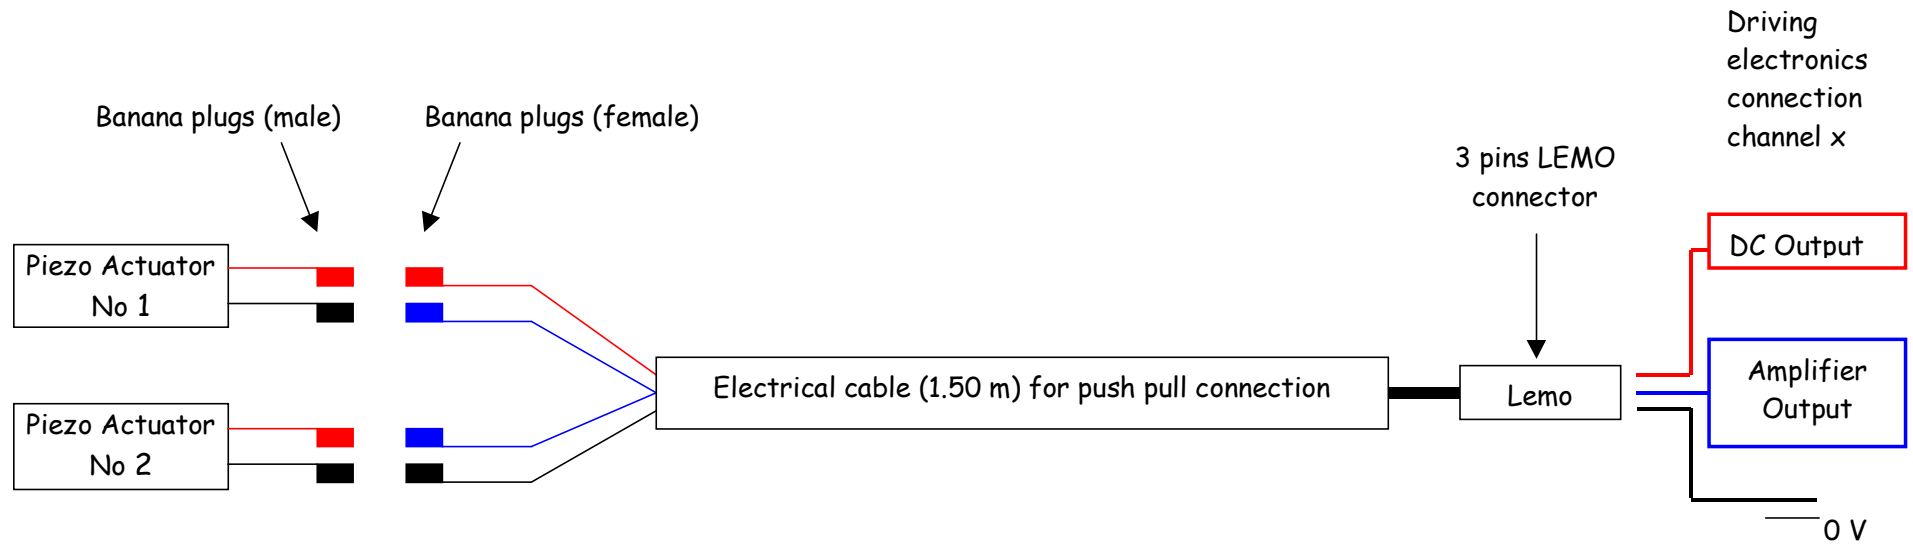 Driving
electronics
connection
channel x
Banana plugs (male)
Banana plugs (female)
3 pins LEMO
connector
Piezo Actuator
No 1
DC Output
Electrical cable (1.50 m) for push pull connection
Lemo
Amplifier
Output
Piezo Actuator
No 2
0 V